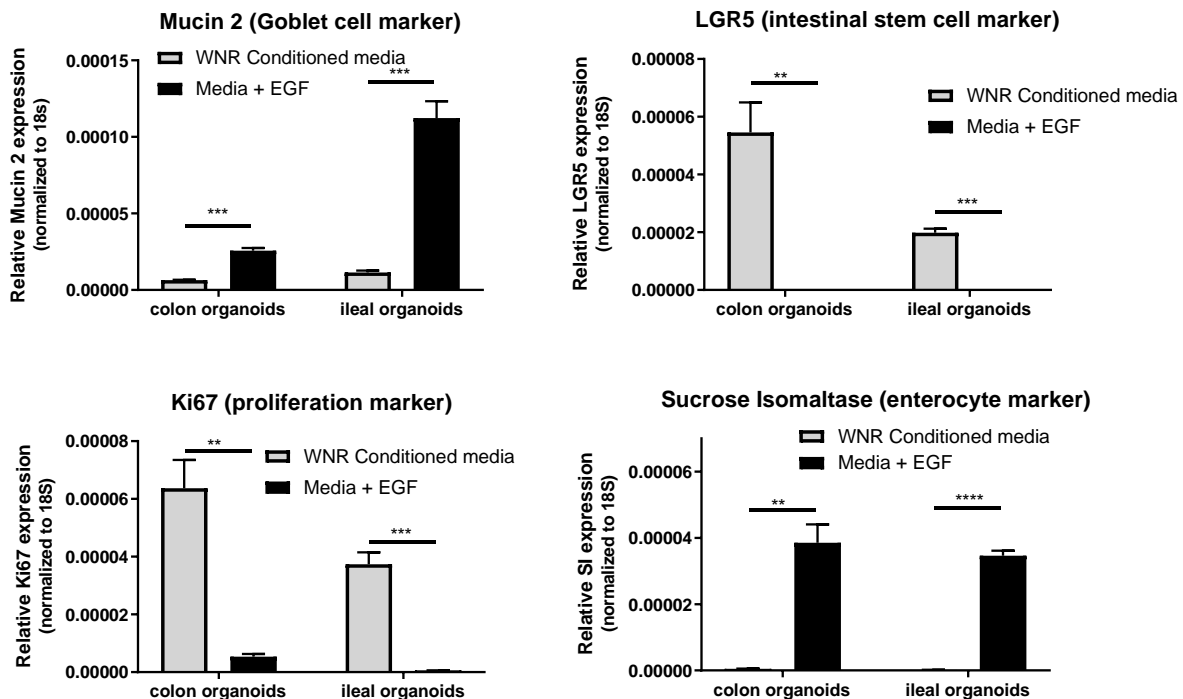 Mucin 2 (Goblet cell marker)
WNR Conditioned media
Media + EGF
Relative Mucin 2 expression
(normalized to 18s)
0.00015
0.00010
0.00005
0.00000
***
***
colon organoids
ileal organoids
LGR5 (intestinal stem cell marker)
WNR Conditioned media
Media + EGF
Relative LGR5 expression
(normalized to 18S)
0.00008
0.00006
0.00004
0.00002
0.00000
**
***
colon organoids
ileal organoids
Ki67 (proliferation marker)
WNR Conditioned media
Media + EGF
Relative Ki67 expression
(normalized to 18S)
0.00008
0.00006
0.00004
0.00002
0.00000
**
***
colon organoids
ileal organoids
Sucrose Isomaltase (enterocyte marker)
WNR Conditioned media
Media + EGF
Relative SI expression
(normalized to 18S)
0.00006
0.00004
0.00002
0.00000
**
****
colon organoids
ileal organoids